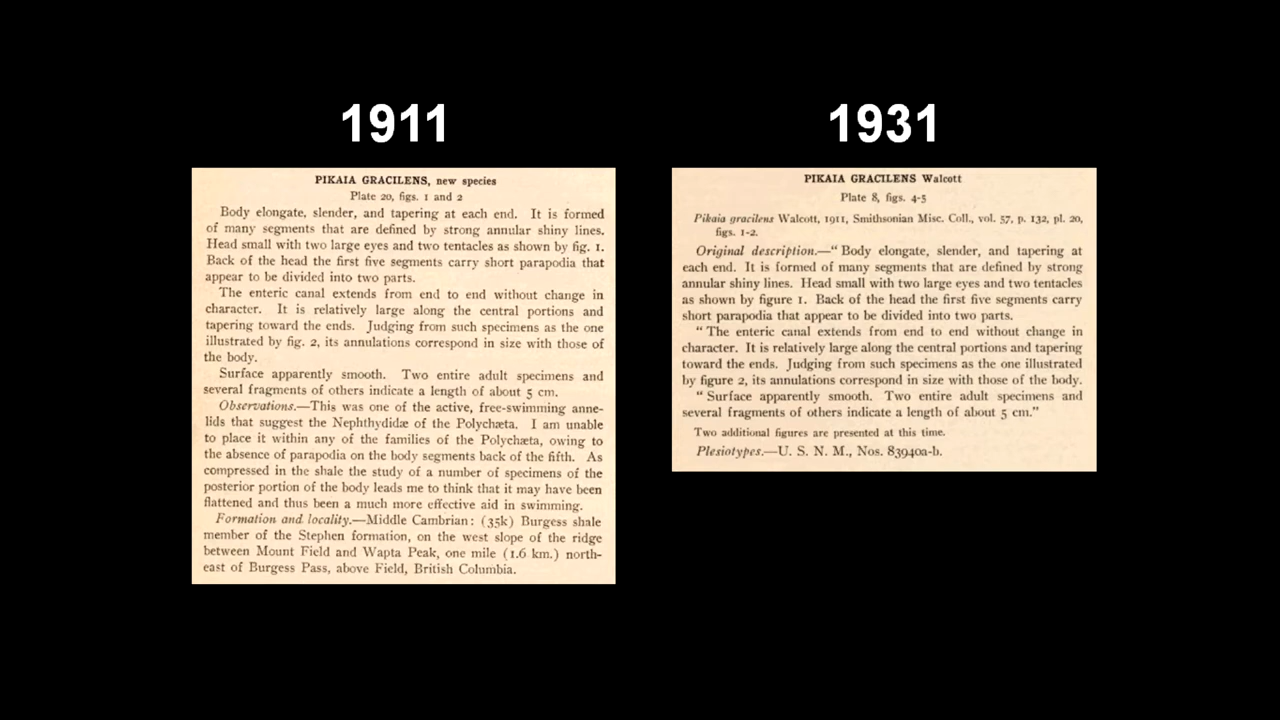 1911
PIKAIA GRACILENS, new species
Plate 20, figs. 1 and 2
Body elongate, slender, and tapering at each end. It is formed
of many segments that are defined by strong annular shiny lines.
Head small with two large eyes and two tentacles as shown by fig. 1.
Back of the head the first five segments carry short parapodia that
appear to be divided into two parts.
The enteric canal extends from end to end without change in
character. It is relatively large along the central portions and
tapering toward the ends. Judging from such specimens as the one
illustrated by fig. 2, its annulations correspond in size with those of
the body.
Surface apparently smooth. Two entire adult specimens and
several fragments of others indicate a length of about 5 cm.
Observations.—This was one of the active, free-swimming anne-
lids that suggest the Nephthydidæ of the Polychæta. I am unable
to place it within any of the families of the Polychæta, owing to
the absence of parapodia on the body segments back of the fifth. As
compressed in the shale the study of a number of specimens of the
posterior portion of the body leads me to think that it may have been
flattened and thus been a much more effective aid in swimming.
Formation and locality.—Middle Cambrian: (35k) Burgess shale
member of the Stephen formation, on the west slope of the ridge
between Mount Field and Wapta Peak, one mile (1.6 km.) north-
east of Burgess Pass, above Field, British Columbia.
1931
PIKAIA GRACILENS Walcott
Plate 8, figs. 4-5
Pikaia gracilens Walcott, 1911, Smithsonian Misc. Coll., vol. 57, p. 132, pl. 20,
figs. 1-2.
Original description.—“ Body elongate, slender, and tapering at
each end. It is formed of many segments that are defined by strong
annular shiny lines. Head small with two large eyes and two tentacles
as shown by figure 1. Back of the head the first five segments carry
short parapodia that appear to be divided into two parts.
“ The enteric canal extends from end to end without change in
character. It is relatively large along the central portions and tapering
toward the ends. Judging from such specimens as the one illustrated
by figure 2, its annulations correspond in size with those of the body.
“ Surface apparently smooth. Two entire adult specimens and
several fragments of others indicate a length of about 5 cm.”
Two additional figures are presented at this time.
Plesiotypes.—U. S. N. M., Nos. 83940a-b.